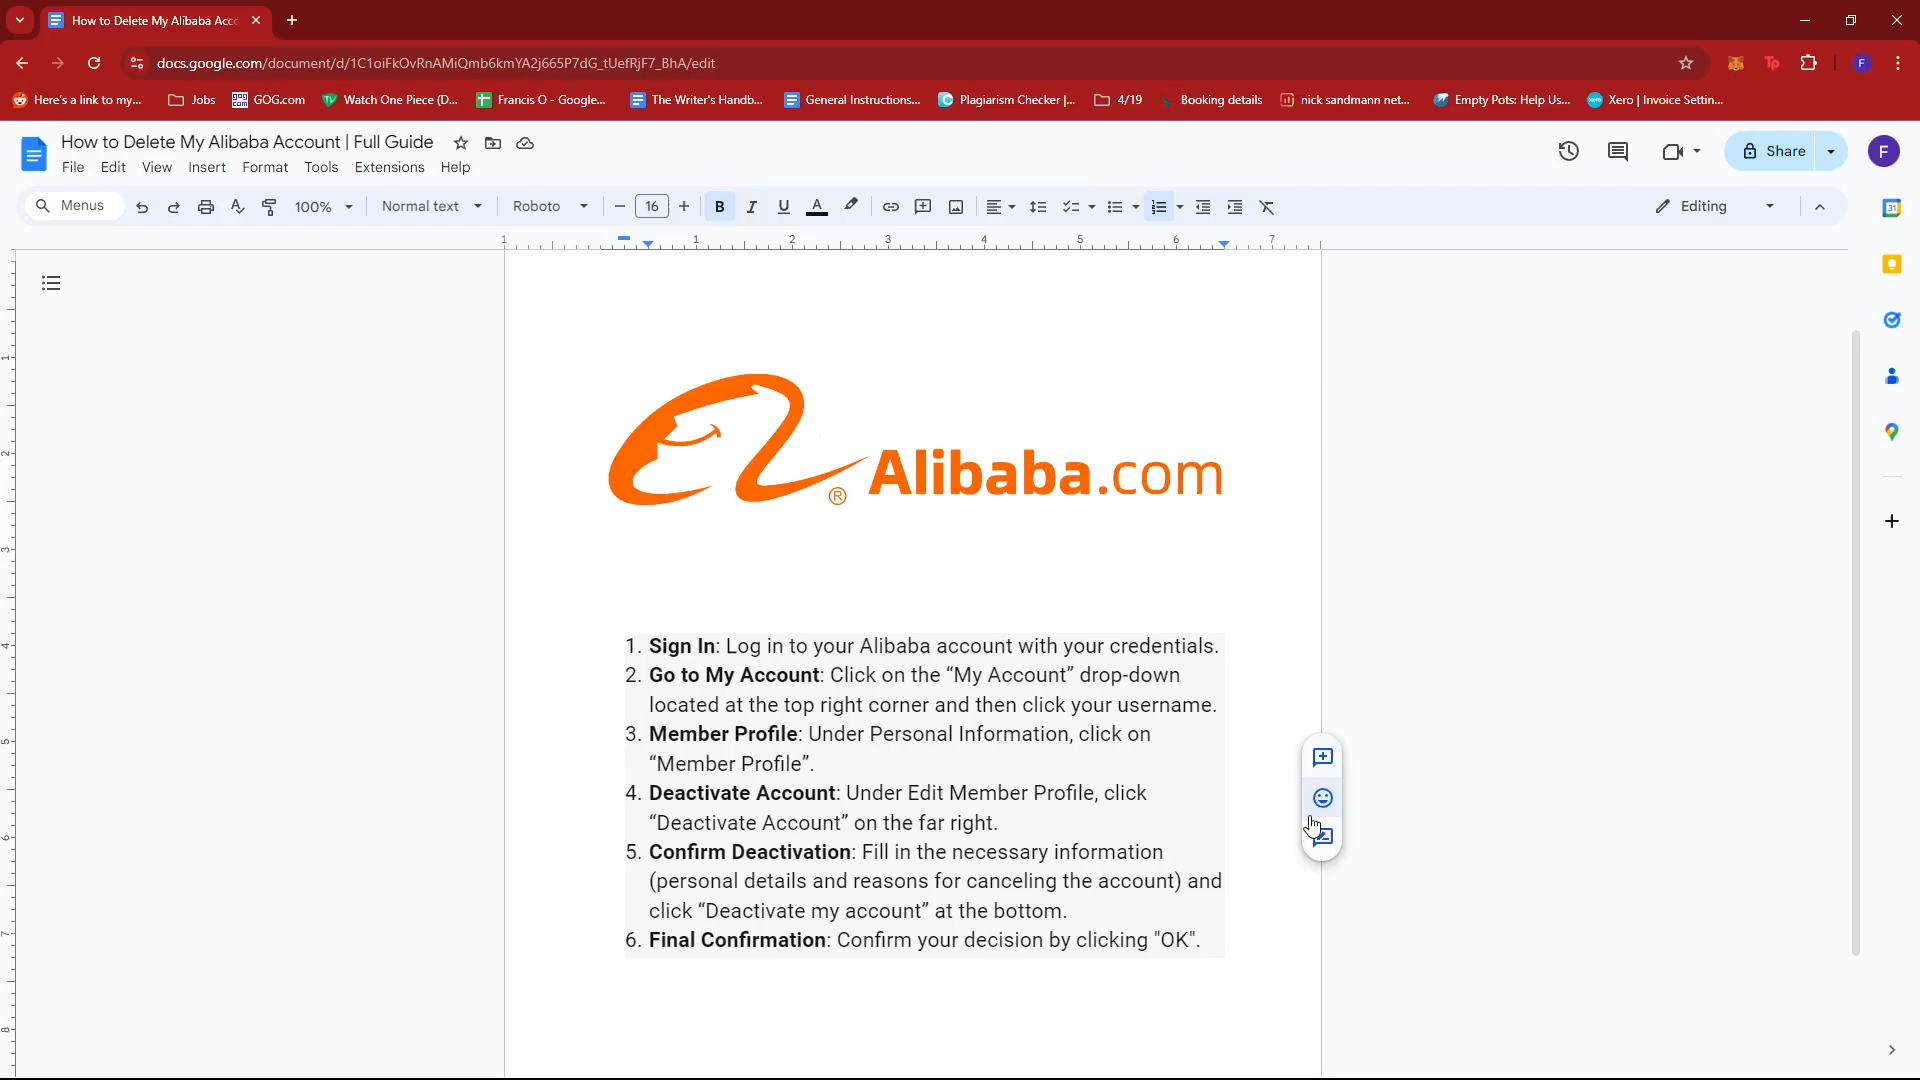 How to Delete My Alibaba Acc
docs.google.com/document/d/1C1oiFkOvRnAMiQmb6kmYA2j665P7dG_tUefRjF7_BhA/edit
Here's a link to my...
Jobs
GOG.com
Watch One Piece (D...
Francis O - Google...
The Writer's Handb...
General Instructions...
Plagiarism Checker |...
4/19
Booking details
nick sandmann net...
Empty Pots: Help Us...
Xero | Invoice Settin...
How to Delete My Alibaba Account | Full Guide
File Edit View Insert Format Tools Extensions Help
Share
F
Menus
100%
Normal text
Roboto
16
B
Editing
1 1 2 3 4 5 6 7
Alibaba.com
®
1. Sign In: Log in to your Alibaba account with your credentials.
2. Go to My Account: Click on the “My Account” drop-down
located at the top right corner and then click your username.
3. Member Profile: Under Personal Information, click on
“Member Profile”.
4. Deactivate Account: Under Edit Member Profile, click
“Deactivate Account” on the far right.
5. Confirm Deactivation: Fill in the necessary information
(personal details and reasons for canceling the account) and
click “Deactivate my account” at the bottom.
6. Final Confirmation: Confirm your decision by clicking "OK".